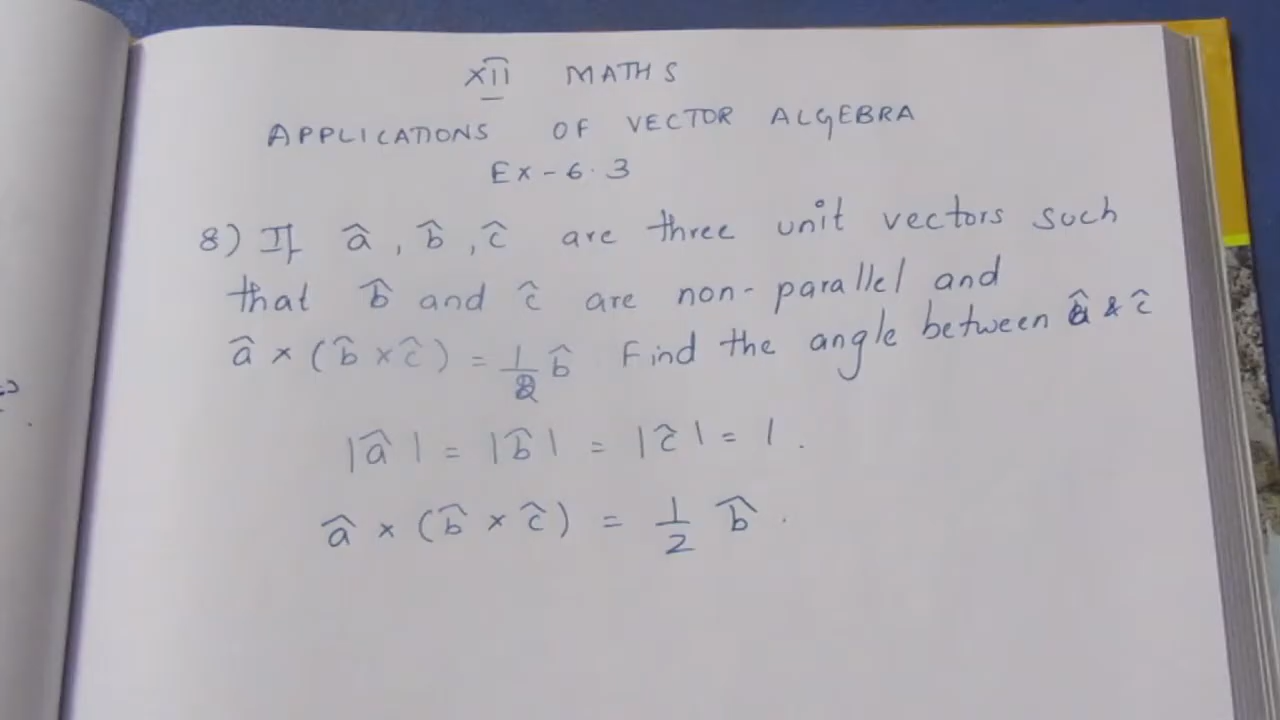 XII MATHS
APPLICATIONS OF VECTOR ALGEBRA
Ex - 6.3
8) If â, b̂, ĉ are three unit vectors such
that b̂ and ĉ are non-parallel and
â × (b̂ × ĉ) = 1/2 b̂ Find the angle between â & ĉ
|â| = |b̂| = |ĉ| = 1.
â × (b̂ × ĉ) = 1/2 b̂.